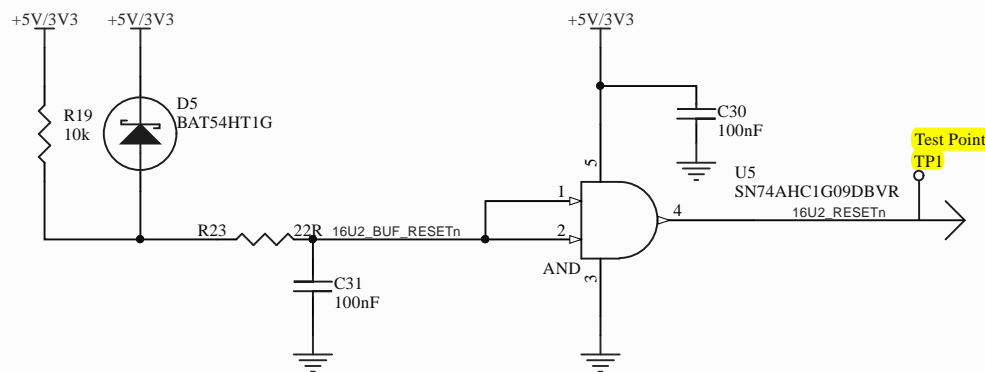 +5V/3V3
+5V/3V3
+5V/3V3
R19
10k
D5
BAT54HT1G
C30
100nF
Test Point
TP1
5
U5
SN74AHC1G09DBVR
1
4
16U2_RESETn
R23
22R
16U2_BUF_RESETn
2
AND
3
C31
100nF